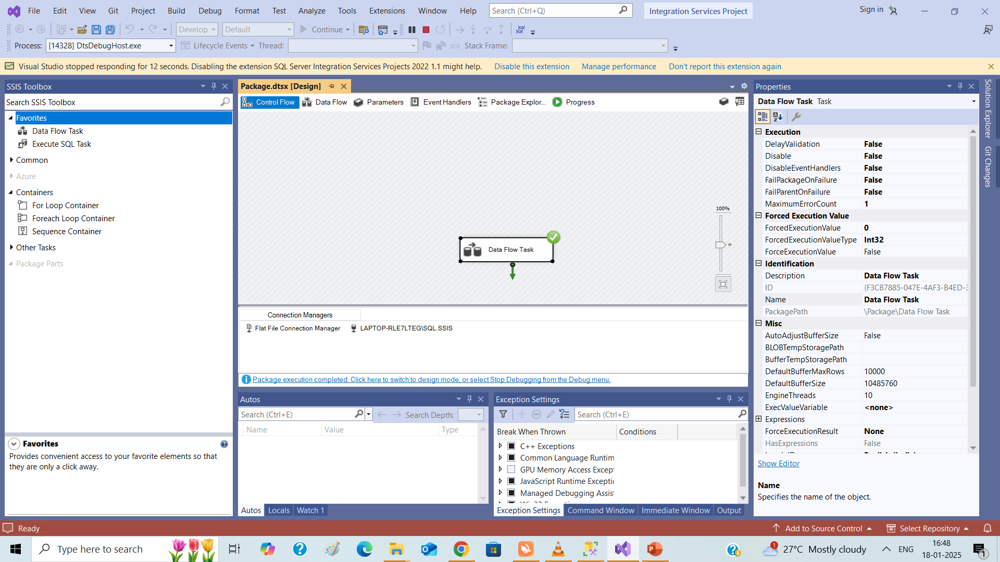 File Edit View Git Project Build Debug Format Test Analyze Tools Extensions Window Help Search (Ctrl+Q) Integration Services Project Sign in
Develop Default Continue
Process: [14328] DtsDebugHost.exe Lifecycle Events Thread: Stack Frame:
Visual Studio stopped responding for 12 seconds. Disabling the extension SQL Server Integration Services Projects 2022 1.1 might help. Disable this extension Manage performance Don't report this extension again
SSIS Toolbox
Search SSIS Toolbox
Favorites
Data Flow Task
Execute SQL Task
Common
Azure
Containers
For Loop Container
Foreach Loop Container
Sequence Container
Other Tasks
Package Parts
Favorites
Provides convenient access to your favorite elements so that
they are only a click away.
Package.dtsx [Design]
Control Flow Data Flow Parameters Event Handlers Package Explor... Progress
100%
Data Flow Task
Connection Managers
Flat File Connection Manager LAPTOP-RLE7LTEG\SQL.SSIS
Package execution completed. Click here to switch to design mode, or select Stop Debugging from the Debug menu.
Autos
Search (Ctrl+E) Search Depth:
Name Value Type
Autos Locals Watch 1
Exception Settings
Search (Ctrl+E)
Break When Thrown Conditions
C++ Exceptions
Common Language Runtim
GPU Memory Access Except
JavaScript Runtime Exceptio
Managed Debugging Assist
Exception Settings Command Window Immediate Window Output
Properties
Data Flow Task Task
Execution
DelayValidation False
Disable False
DisableEventHandlers False
FailPackageOnFailure False
FailParentOnFailure False
MaximumErrorCount 1
Forced Execution Value
ForcedExecutionValue 0
ForcedExecutionValueType Int32
ForceExecutionValue False
Identification
Description Data Flow Task
ID {F3CB7885-047E-4AF3-B4ED-3
Name Data Flow Task
PackagePath \Package\Data Flow Task
Misc
AutoAdjustBufferSize False
BLOBTempStoragePath
BufferTempStoragePath
DefaultBufferMaxRows 10000
DefaultBufferSize 10485760
EngineThreads 10
ExecValueVariable <none>
Expressions
ForceExecutionResult None
HasExpressions False
Show Editor
Name
Specifies the name of the object.
Solution Explorer
Git Changes
Ready Add to Source Control Select Repository
Type here to search 1 27°C Mostly cloudy ENG 16:48
18-01-2025 1